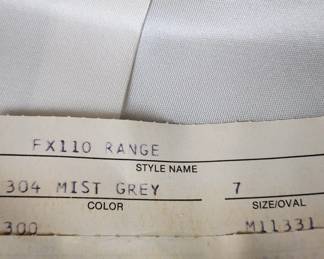 FX110 RANGE
STYLE NAME
304 MIST GREY 7
COLOR SIZE/OVAL
300 M11331